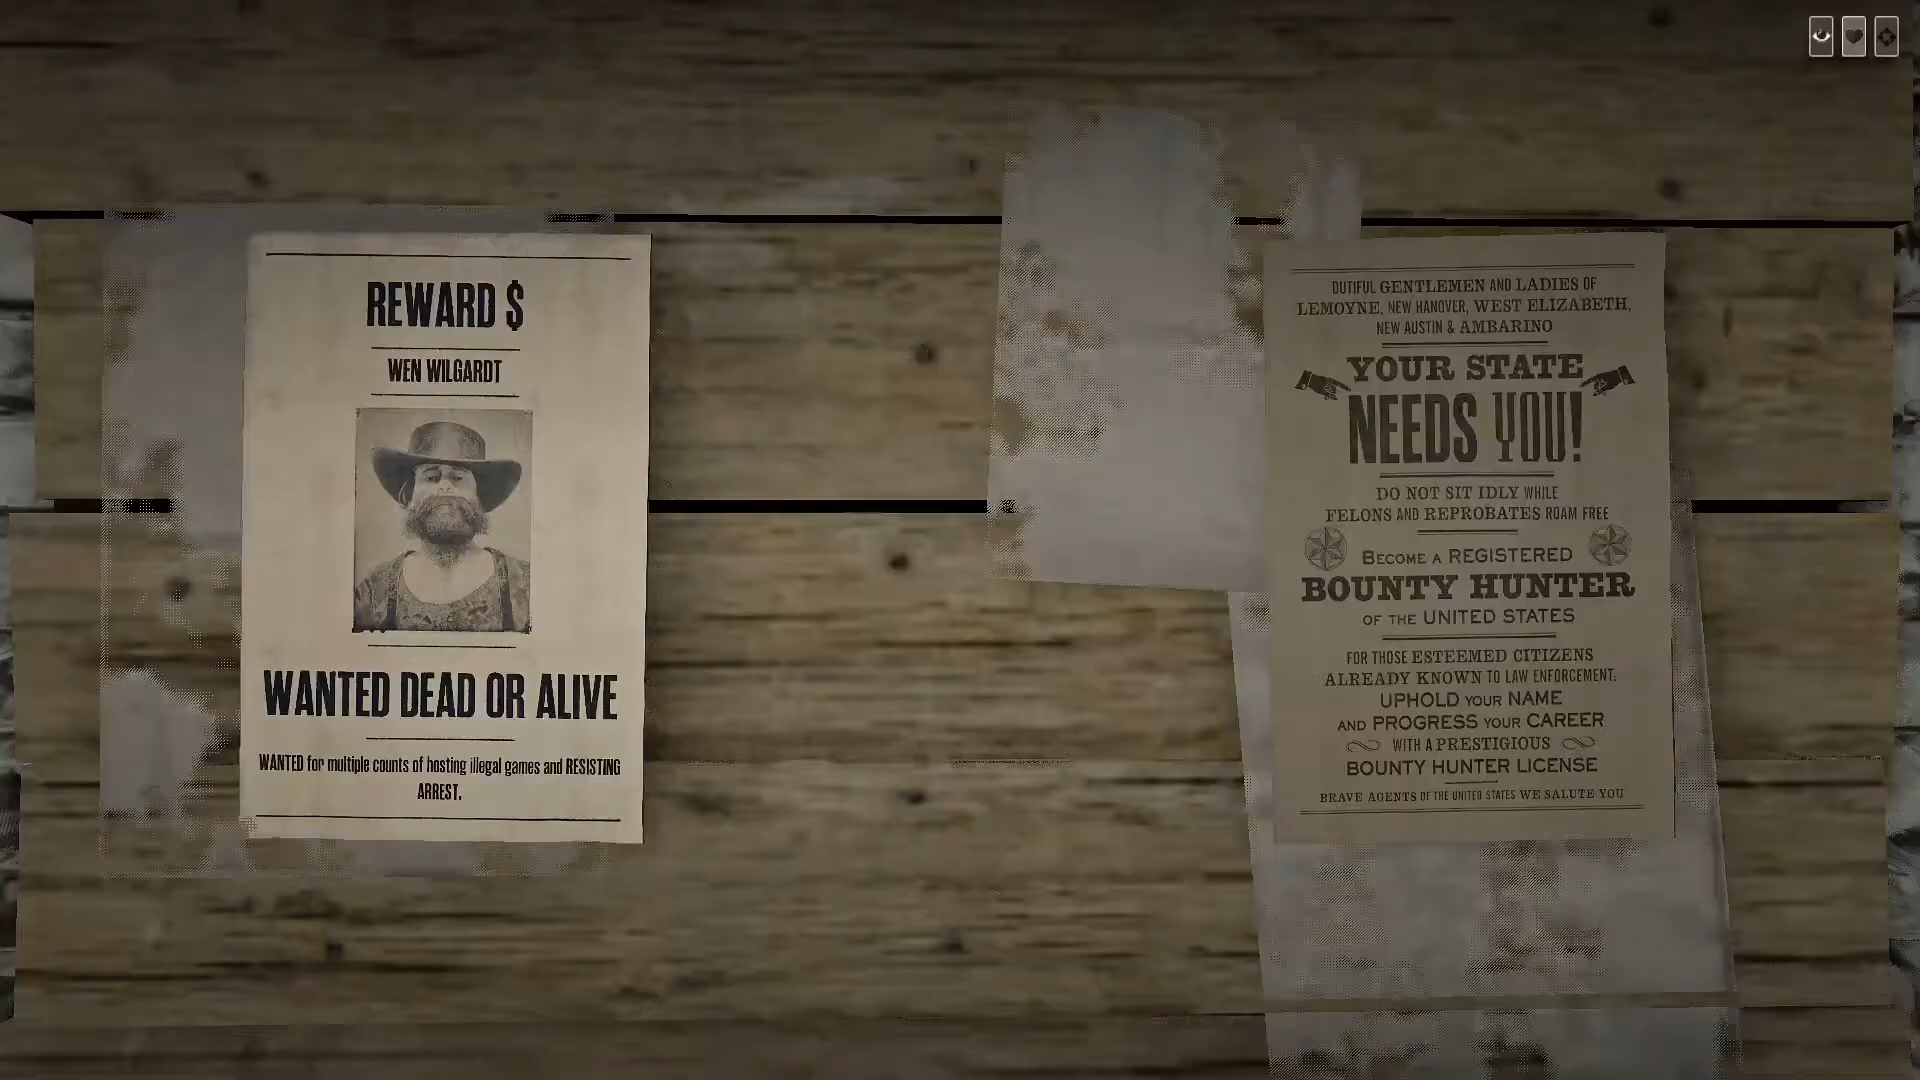 REWARD $
WEN WILGARDT
WANTED DEAD OR ALIVE
WANTED for multiple counts of hosting illegal games and RESISTING
ARREST.
DUTIFUL GENTLEMEN AND LADIES OF
LEMOYNE, NEW HANOVER, WEST ELIZABETH,
NEW AUSTIN & AMBARINO
YOUR STATE
NEEDS YOU!
DO NOT SIT IDLY WHILE
FELONS AND REPROBATES ROAM FREE
BECOME A REGISTERED
BOUNTY HUNTER
OF THE UNITED STATES
FOR THOSE ESTEEMED CITIZENS
ALREADY KNOWN TO LAW ENFORCEMENT.
UPHOLD YOUR NAME
AND PROGRESS YOUR CAREER
WITH A PRESTIGIOUS
BOUNTY HUNTER LICENSE
BRAVE AGENTS OF THE UNITED STATES WE SALUTE YOU